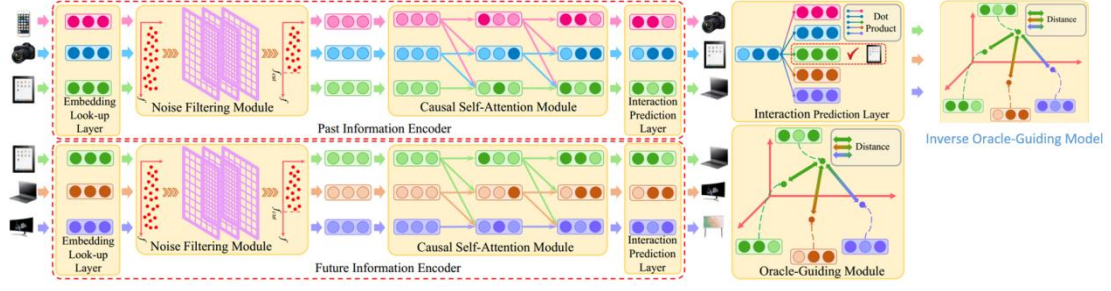 Embedding
Look-up
Layer
Noise Filtering Module
Causal Self-Attention Module
Interaction
Prediction
Layer
Past Information Encoder
Dot
Product
Interaction Prediction Layer
Distance
Inverse Oracle-Guiding Model
Embedding
Look-up
Layer
Noise Filtering Module
Causal Self-Attention Module
Interaction
Prediction
Layer
Future Information Encoder
Distance
Oracle-Guiding Module